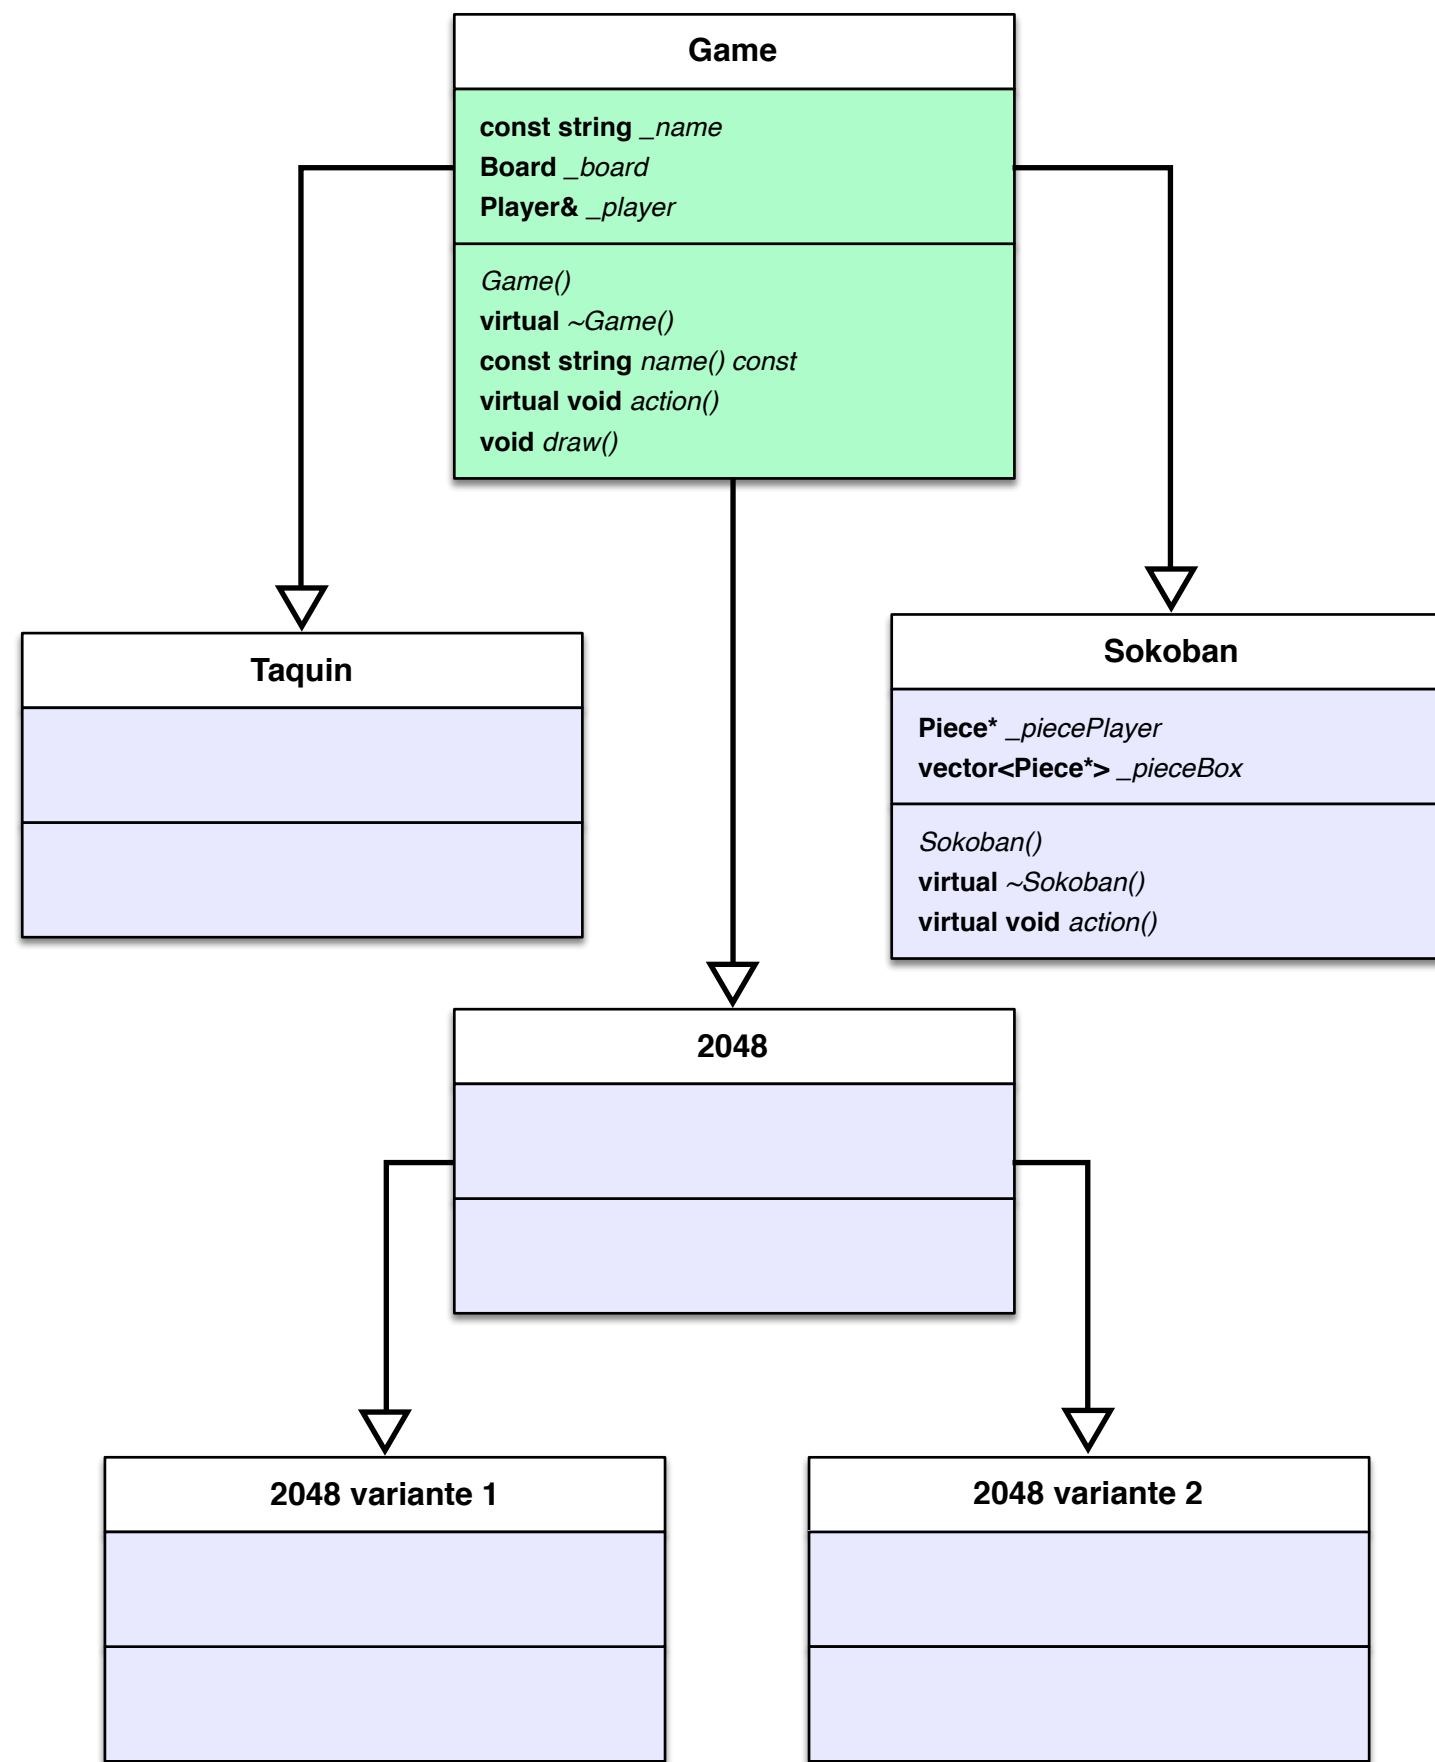 Game
const string _name
Board _board
Player& _player
Game()
virtual ~Game()
const string name() const
virtual void action()
void draw()
Taquin
Sokoban
Piece* _piecePlayer
vector<Piece*> _pieceBox
Sokoban()
virtual ~Sokoban()
virtual void action()
2048
2048 variante 1
2048 variante 2